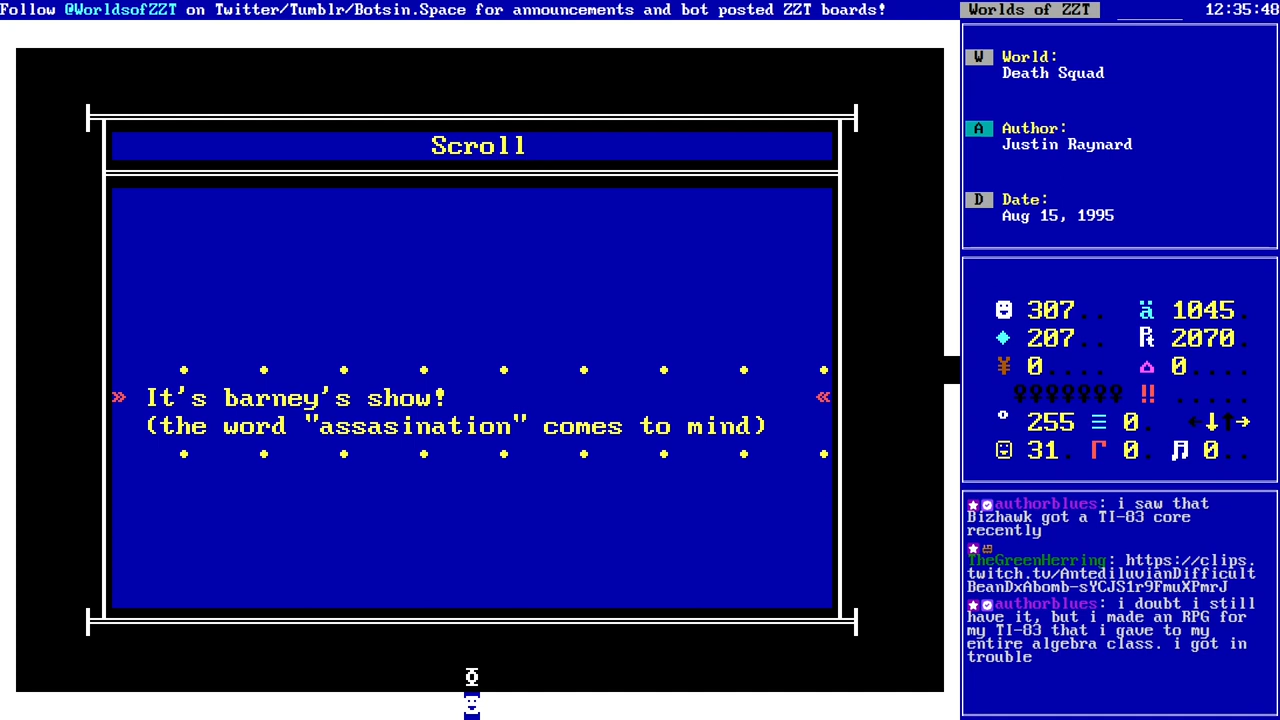 Follow @WorldsofZZT on Twitter/Tumblr/Botsin.Space for announcements and bot posted ZZT boards!
Worlds of ZZT
12:35:48
Scroll
» It's barney's show! «
(the word "assasination" comes to mind)
W World:
Death Squad
A Author:
Justin Raynard
D Date:
Aug 15, 1995
307 ä 1045
207 ₧ 2070
¥ 0 0
♀♀♀♀♀♀♀ ‼
° 255 ≡ 0 ←↓↑→
31 Γ 0 ♫ 0
authorblues: i saw that
Bizhawk got a TI-83 core
recently
TheGreenHerring: https://clips.
twitch.tv/AntediluvianDifficult
BeanDxAbomb-sYCJS1r9FmuXPmrJ
authorblues: i doubt i still
have it, but i made an RPG for
my TI-83 that i gave to my
entire algebra class. i got in
trouble